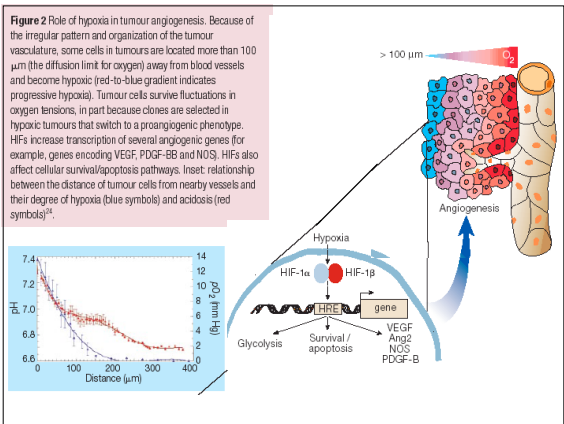 Figure 2 Role of hypoxia in tumour angiogenesis. Because of
the irregular pattern and organization of the tumour
vasculature, some cells in tumours are located more than 100
μm (the diffusion limit for oxygen) away from blood vessels
and become hypoxic (red-to-blue gradient indicates
progressive hypoxia). Tumour cells survive fluctuations in
oxygen tensions, in part because clones are selected in
hypoxic tumours that switch to a proangiogenic phenotype.
HIFs increase transcription of several angiogenic genes (for
example, genes encoding VEGF, PDGF-BB and NOS). HIFs also
affect cellular survival/apoptosis pathways. Inset: relationship
between the distance of tumour cells from nearby vessels and
their degree of hypoxia (blue symbols) and acidosis (red
symbols)24.
> 100 μm
O2
Angiogenesis
Hypoxia
HIF-1α HIF-1β
HRE gene
Glycolysis
Survival /
apoptosis
VEGF
Ang2
NOS
PDGF-B
7.4
7.2
7.0
6.8
6.6
pH
14
12
10
8
6
4
2
0
pO2 (mm Hg)
0 100 200 300 400
Distance (μm)